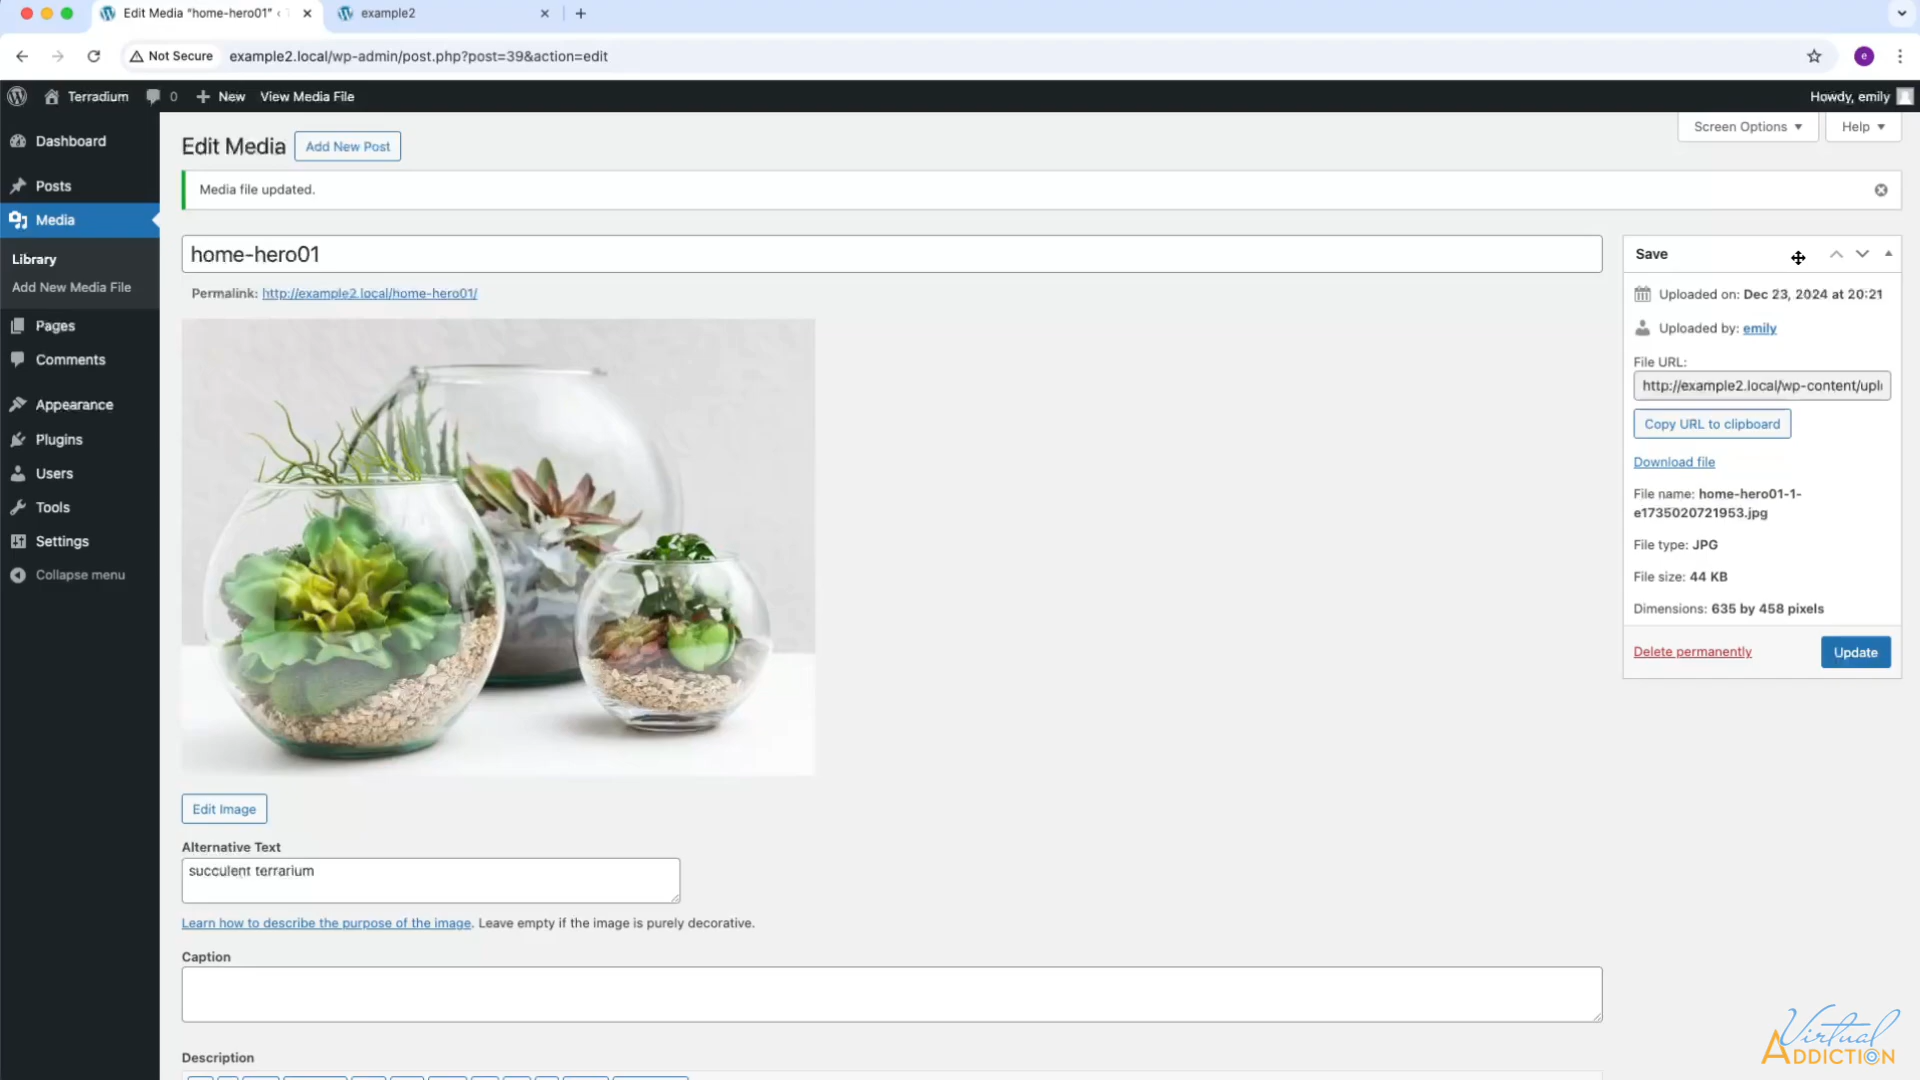 Edit Media “home-hero01” ‹
example2
Not Secure
example2.local/wp-admin/post.php?post=39&action=edit
e
Terradium
0
New
View Media File
Howdy, emily
Dashboard
Posts
Media
Library
Add New Media File
Pages
Comments
Appearance
Plugins
Users
Tools
Settings
Collapse menu
Screen Options
Help
Edit Media
Add New Post
Media file updated.
home-hero01
Permalink: http://example2.local/home-hero01/
Edit Image
Alternative Text
succulent terrarium
Learn how to describe the purpose of the image. Leave empty if the image is purely decorative.
Caption
Description
Save
Uploaded on: Dec 23, 2024 at 20:21
Uploaded by: emily
File URL:
http://example2.local/wp-content/upl
Copy URL to clipboard
Download file
File name: home-hero01-1-
e1735020721953.jpg
File type: JPG
File size: 44 KB
Dimensions: 635 by 458 pixels
Delete permanently
Update
Virtual
ADDICTION